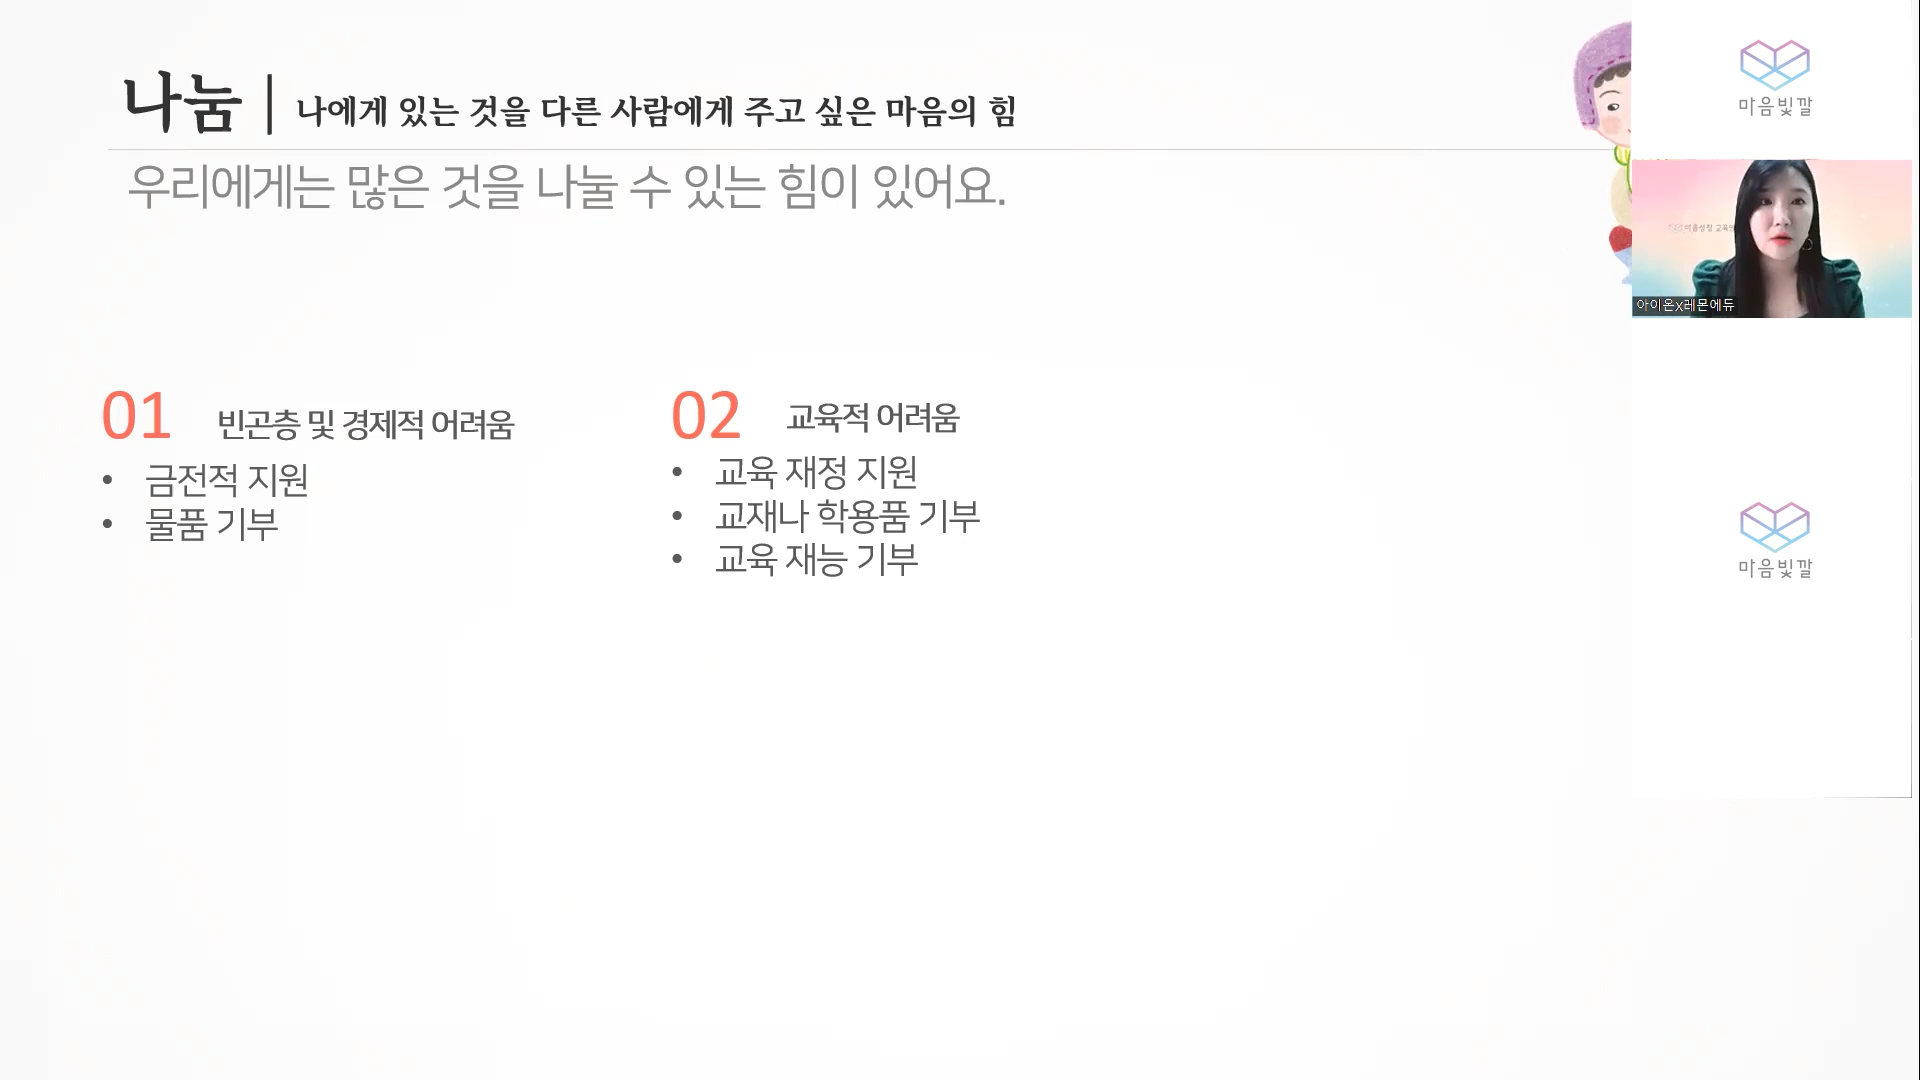 나눔 | 나에게 있는 것을 다른 사람에게 주고 싶은 마음의 힘
우리에게는 많은 것을 나눌 수 있는 힘이 있어요.
01 빈곤층 및 경제적 어려움
• 금전적 지원
• 물품 기부
02 교육적 어려움
• 교육 재정 지원
• 교재나 학용품 기부
• 교육 재능 기부
마음빛깔
아이온x레몬에듀
마음빛깔